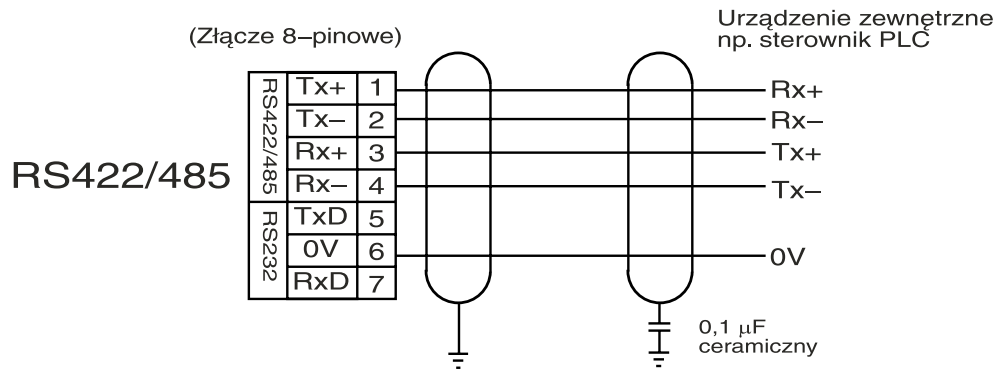 Urządzenie zewnętrzne
np. sterownik PLC
(Złącze 8–pinowe)
RS422/485
RS422/485
RS232
Tx+ 1
Tx– 2
Rx+ 3
Rx– 4
TxD 5
0V 6
RxD 7
Rx+
Rx–
Tx+
Tx–
0V
0,1 µF
ceramiczny